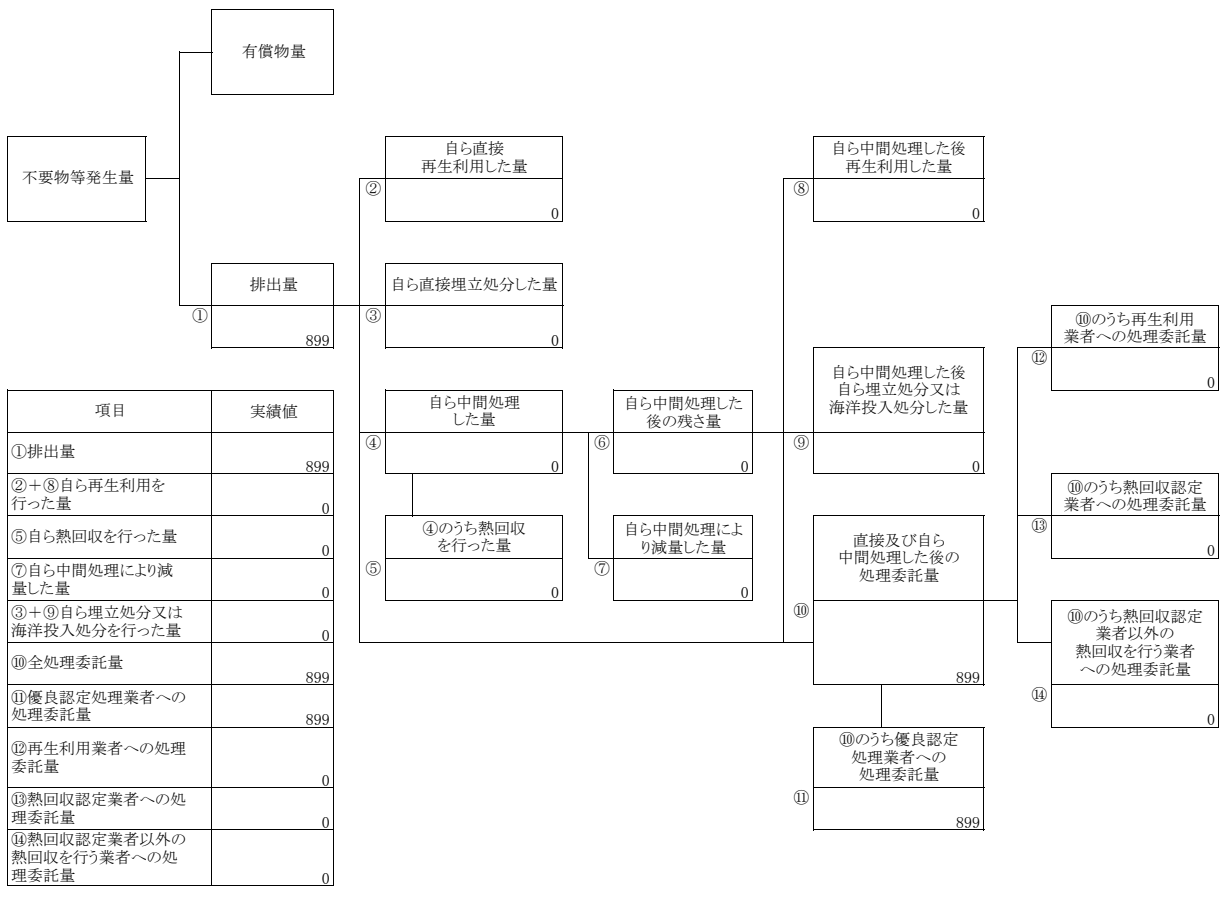 有償物量
不要物等発生量
自ら直接
再生利用した量
②
0
自ら中間処理した後
再生利用した量
⑧
0
排出量
①
899
自ら直接埋立処分した量
③
0
⑩のうち再生利用
業者への処理委託量
⑫
0
自ら中間処理
した量
④
0
自ら中間処理した
後の残さ量
⑥
0
自ら中間処理した後
自ら埋立処分又は
海洋投入処分した量
⑨
0
⑩のうち熱回収認定
業者への処理委託量
⑬
0
④のうち熱回収
を行った量
⑤
0
自ら中間処理によ
り減量した量
⑦
0
直接及び自ら
中間処理した後の
処理委託量
⑩
899
⑩のうち熱回収認定
業者以外の
熱回収を行う業者
への処理委託量
⑭
0
⑩のうち優良認定
処理業者への
処理委託量
⑪
899
項目 実績値
①排出量
899
②＋⑧自ら再生利用を
行った量
0
⑤自ら熱回収を行った量
0
⑦自ら中間処理により減
量した量
0
③＋⑨自ら埋立処分又は
海洋投入処分を行った量
0
⑩全処理委託量
899
⑪優良認定処理業者への
処理委託量
899
⑫再生利用業者への処理
委託量
0
⑬熱回収認定業者への処
理委託量
0
⑭熱回収認定業者以外の
熱回収を行う業者への処
理委託量
0